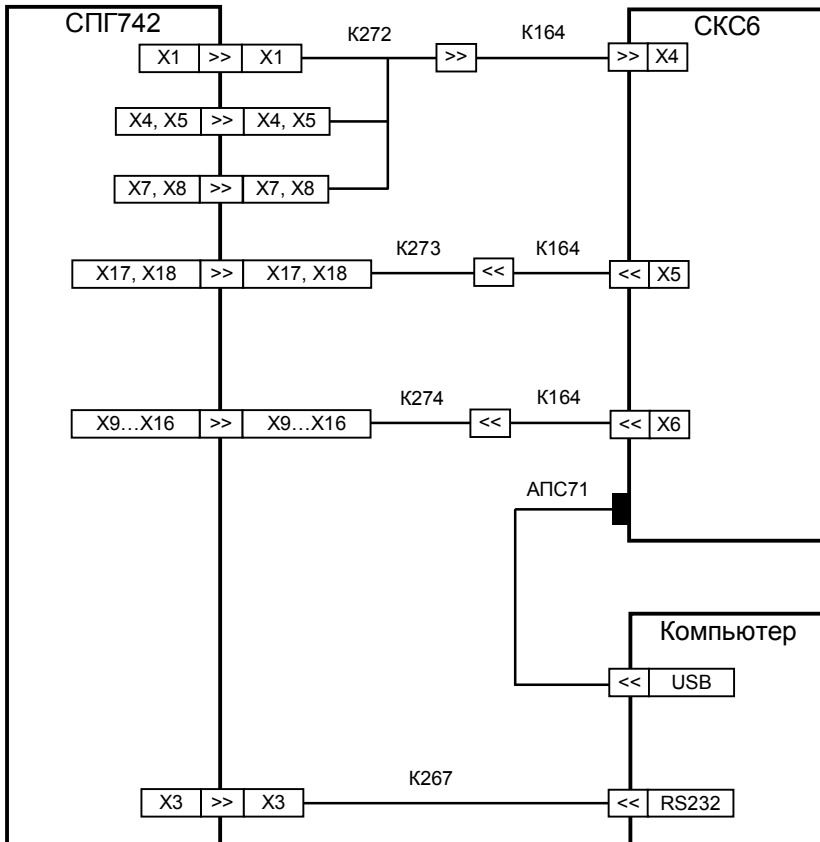 СПГ742
СКС6
К272
К164
X1 >> X1
>>
>> X4
X4, X5 >> X4, X5
X7, X8 >> X7, X8
К273
К164
X17, X18 >> X17, X18
<<
<< X5
К274
К164
X9...X16 >> X9...X16
<<
<< X6
АПС71
Компьютер
<< USB
К267
X3 >> X3
<< RS232